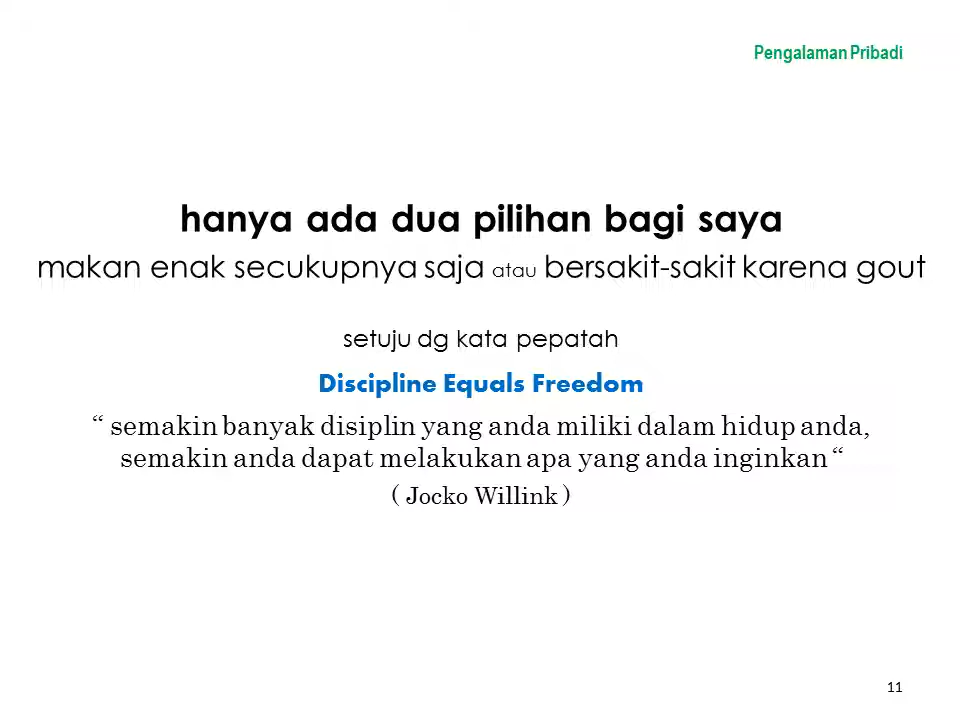 Pengalaman Pribadi
hanya ada dua pilihan bagi saya
makan enak secukupnya saja atau bersakit-sakit karena gout
setuju dg kata pepatah
Discipline Equals Freedom
“ semakin banyak disiplin yang anda miliki dalam hidup anda,
semakin anda dapat melakukan apa yang anda inginkan “
( Jocko Willink )
11